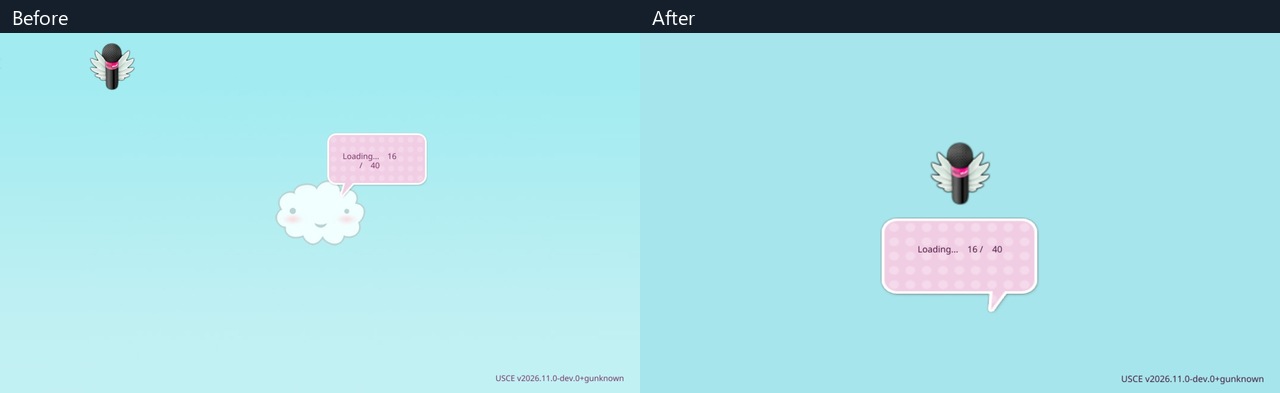 Before
After
Loading... 16
/ 40
Loading... 16 / 40
USCE v2026.11.0-dev.0+gunknown
USCE v2026.11.0-dev.0+gunknown